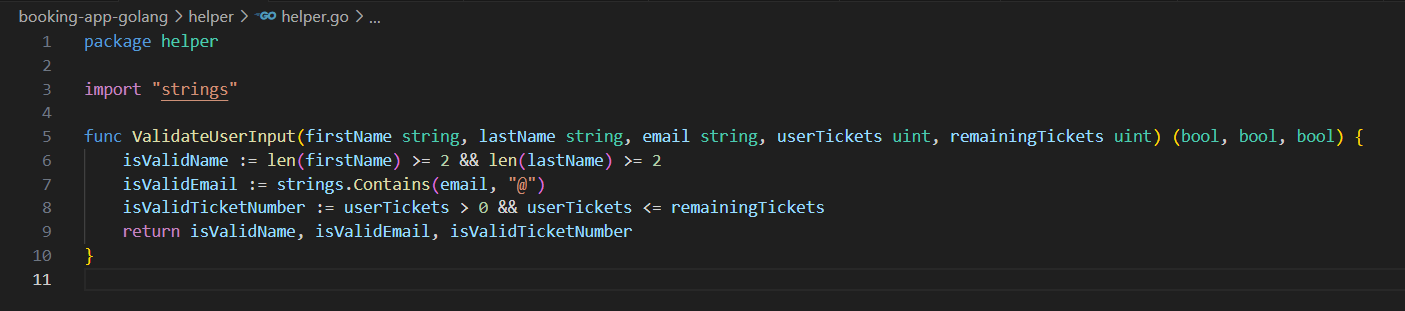 booking-app-golang > helper > GO helper.go > ...
1 package helper
2
3 import "strings"
4
5 func ValidateUserInput(firstName string, lastName string, email string, userTickets uint, remainingTickets uint) (bool, bool, bool) {
6     isValidName := len(firstName) >= 2 && len(lastName) >= 2
7     isValidEmail := strings.Contains(email, "@")
8     isValidTicketNumber := userTickets > 0 && userTickets <= remainingTickets
9     return isValidName, isValidEmail, isValidTicketNumber
10 }
11